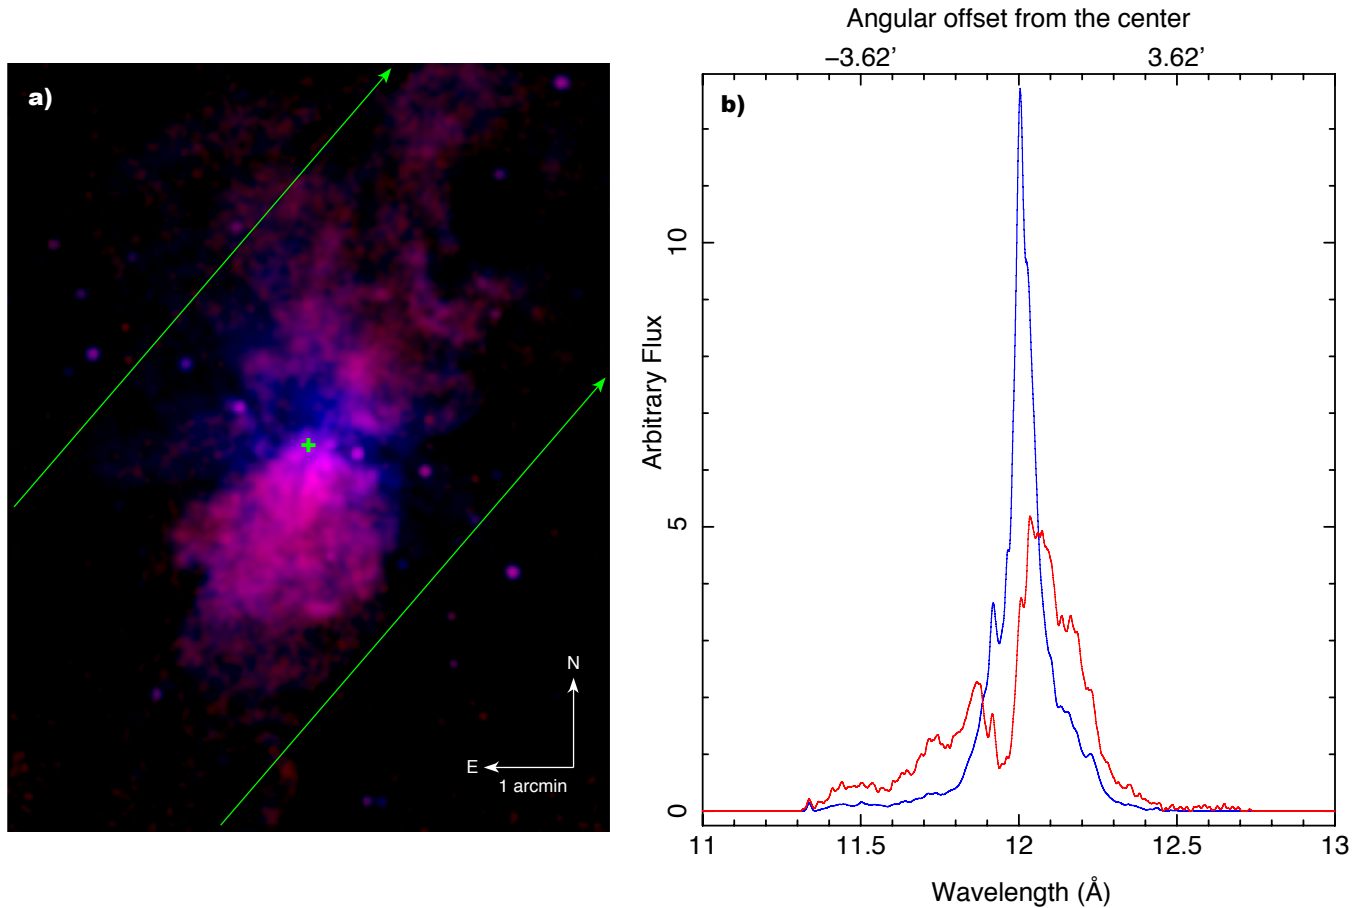 a)
N
E
1 arcmin
Angular offset from the center
−3.62’ 3.62’
b)
Arbitrary Flux
10
5
0
11 11.5 12 12.5 13
Wavelength (Å)